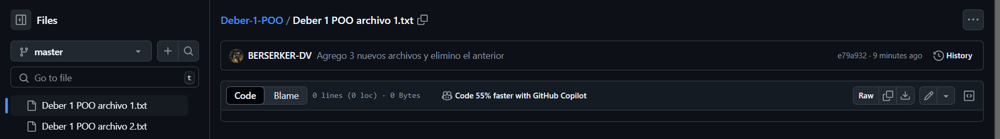 Files
master
Go to file
t
Deber 1 POO archivo 1.txt
Deber 1 POO archivo 2.txt
Deber-1-POO / Deber 1 POO archivo 1.txt
BERSERKER-DV Agrego 3 nuevos archivos y elimino el anterior
e79a932 · 9 minutes ago
History
Code Blame 0 lines (0 loc) · 0 Bytes
Code 55% faster with GitHub Copilot
Raw